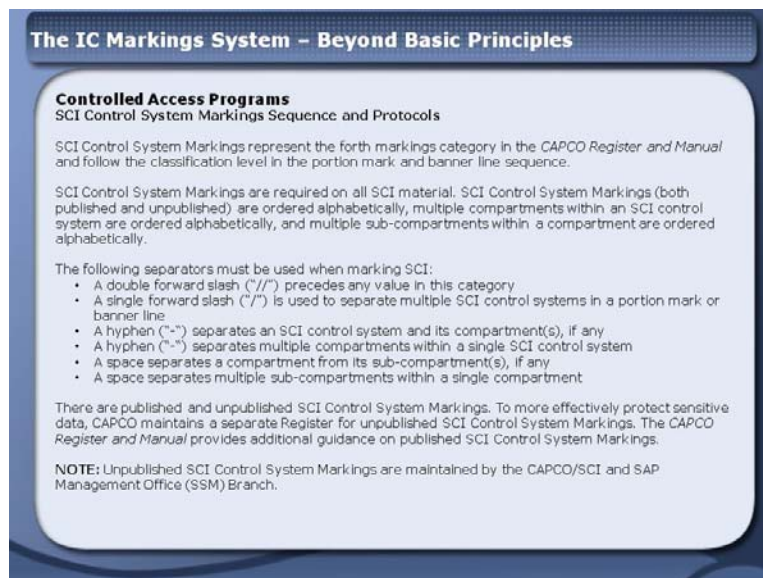 The IC Markings System – Beyond Basic Principles
Controlled Access Programs
SCI Control System Markings Sequence and Protocols
SCI Control System Markings represent the forth markings category in the CAPCO Register and Manual
and follow the classification level in the portion mark and banner line sequence.
SCI Control System Markings are required on all SCI material. SCI Control System Markings (both
published and unpublished) are ordered alphabetically, multiple compartments within an SCI control
system are ordered alphabetically, and multiple sub-compartments within a compartment are ordered
alphabetically.
The following separators must be used when marking SCI:
• A double forward slash ("//") precedes any value in this category
• A single forward slash ("/") is used to separate multiple SCI control systems in a portion mark or
banner line
• A hyphen ("-") separates an SCI control system and its compartment(s), if any
• A hyphen ("-") separates multiple compartments within a single SCI control system
• A space separates a compartment from its sub-compartment(s), if any
• A space separates multiple sub-compartments within a single compartment
There are published and unpublished SCI Control System Markings. To more effectively protect sensitive
data, CAPCO maintains a separate Register for unpublished SCI Control System Markings. The CAPCO
Register and Manual provides additional guidance on published SCI Control System Markings.
NOTE: Unpublished SCI Control System Markings are maintained by the CAPCO/SCI and SAP
Management Office (SSM) Branch.